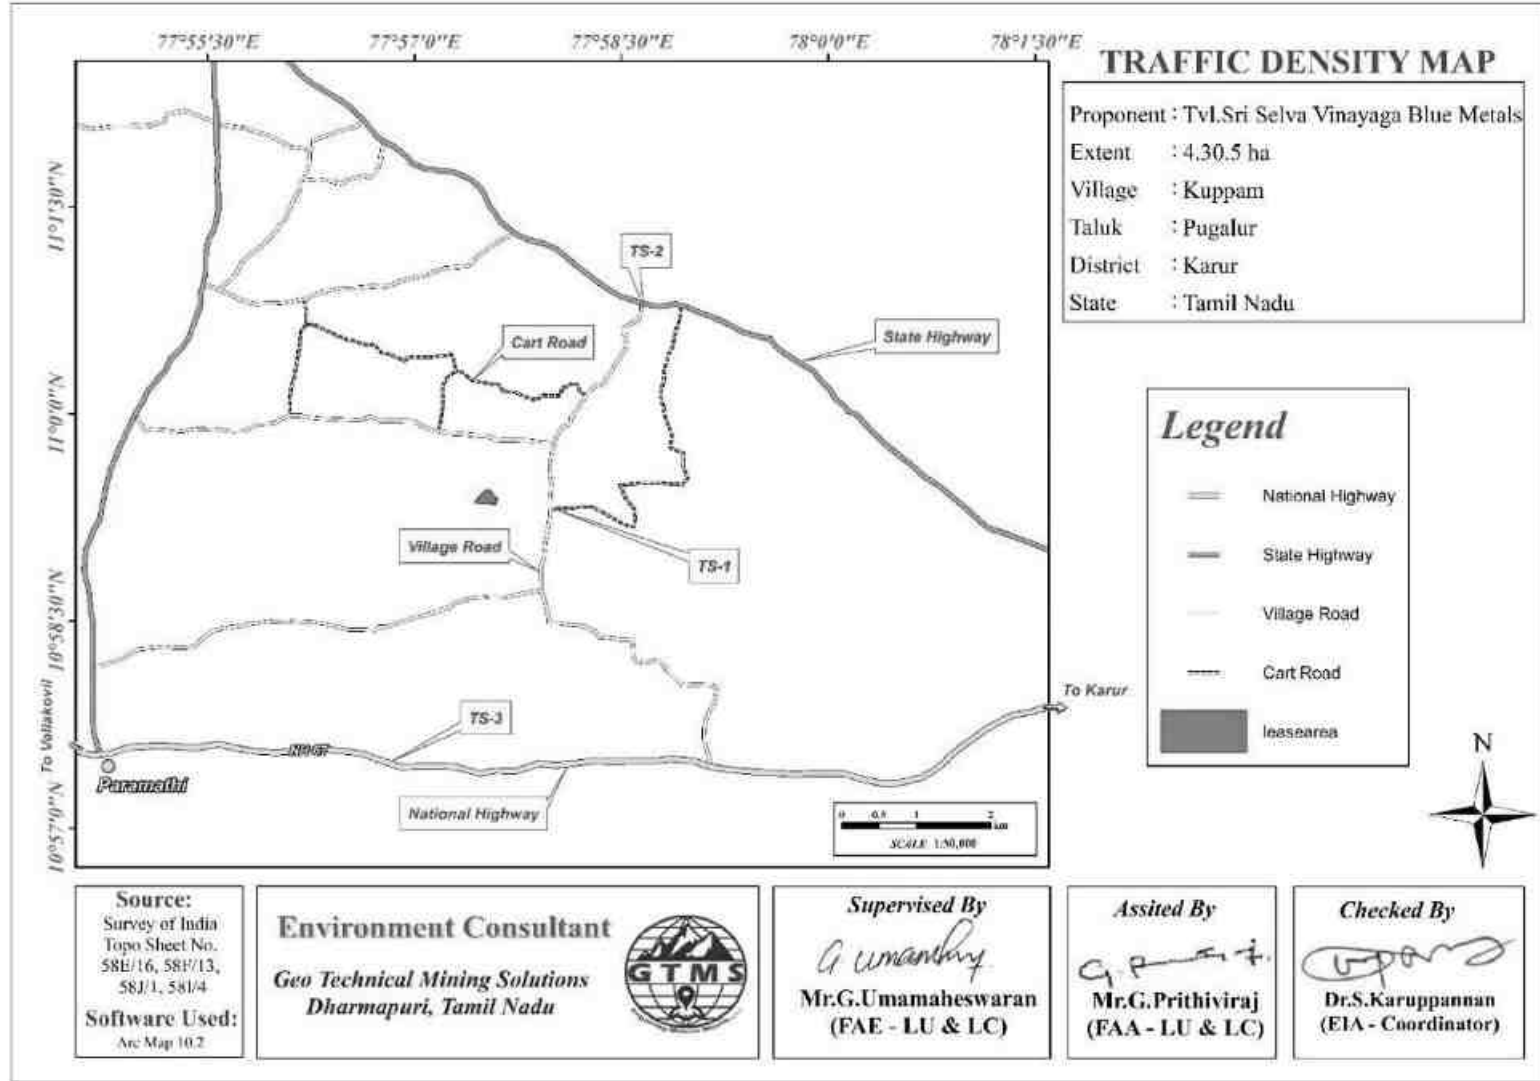 77°55'30"E 77°57'0"E 77°58'30"E 78°0'0"E 78°1'30"E
TRAFFIC DENSITY MAP
Proponent : Tvl.Sri Selva Vinayaga Blue Metals
Extent : 4.30.5 ha
Village : Kuppam
Taluk : Pugalur
District : Karur
State : Tamil Nadu
11°1'30"N
11°0'0"N
10°58'30"N
10°57'0"N
TS-2
Cart Road
State Highway
Village Road
TS-1
To Karur
TS-3
To Vallakovil
Paramathi
National Highway
0 0.5 1 2
km
SCALE 1:50,000
Legend
National Highway
State Highway
Village Road
Cart Road
leasearea
N
Source:
Survey of India
Topo Sheet No.
58E/16, 58F/13,
58J/1, 58I/4
Software Used:
Arc Map 10.2
Environment Consultant
Geo Technical Mining Solutions
Dharmapuri, Tamil Nadu
GTMS
Supervised By
Mr.G.Umamaheswaran
(FAE - LU & LC)
Assited By
Mr.G.Prithiviraj
(FAA - LU & LC)
Checked By
Dr.S.Karuppannan
(EIA - Coordinator)